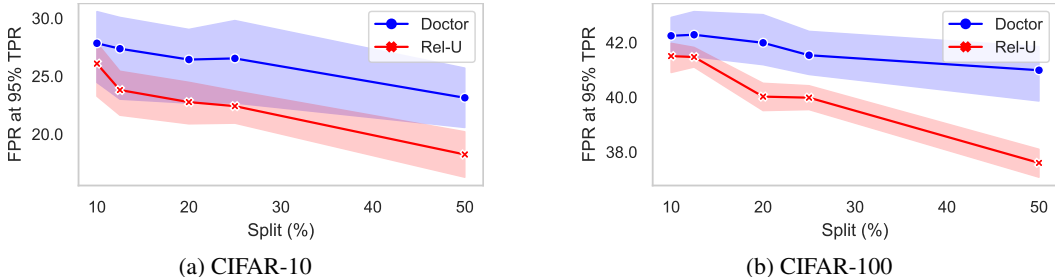 FPR at 95% TPR
30.0
25.0
20.0
10
20
30
40
50
Split (%)
Doctor
Rel-U
(a) CIFAR-10
FPR at 95% TPR
42.0
40.0
38.0
10
20
30
40
50
Split (%)
Doctor
Rel-U
(b) CIFAR-100